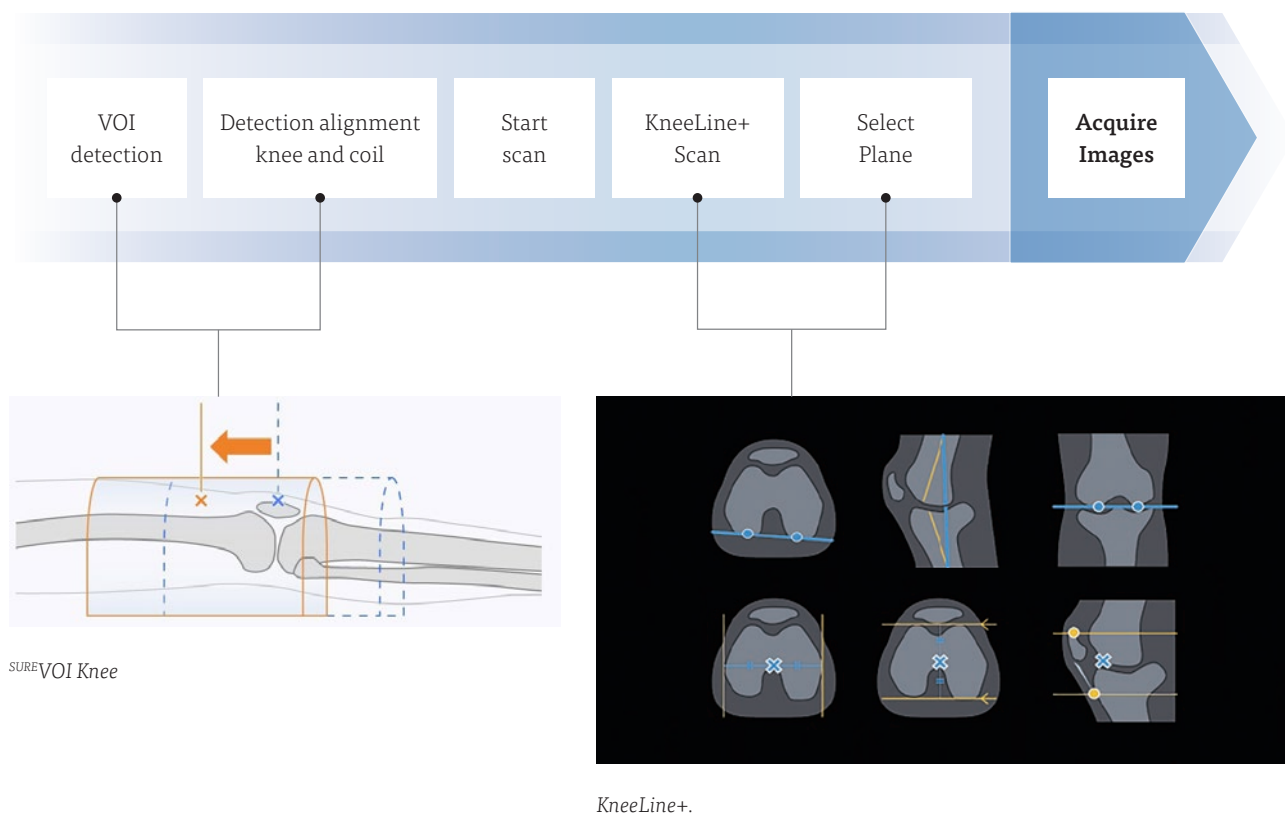 VOI
detection
Detection alignment
knee and coil
Start
scan
KneeLine+
Scan
Select
Plane
Acquire
Images
SUREVOI Knee
KneeLine+.